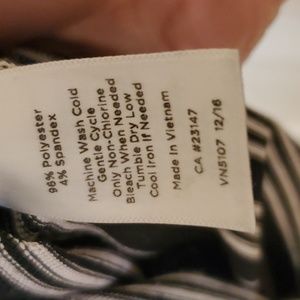 96% Polyester
4% Spandex
Machine Wash Cold
Gentle Cycle
Only Non-Chlorine
Bleach When Needed
Tumble Dry Low
Cool Iron If Needed
Made In Vietnam
CA #23147
VN5107 12/16